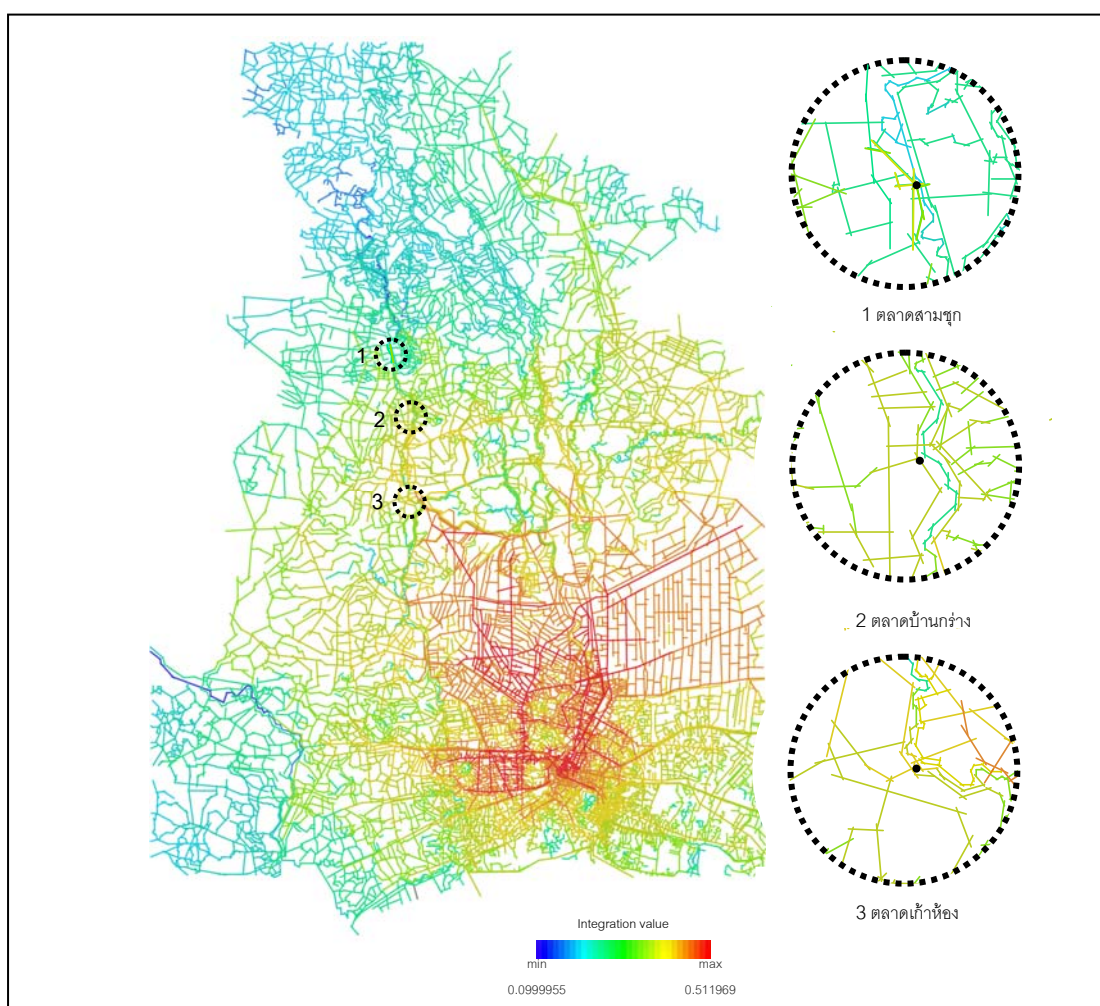 1
2
3
1 ตลาดสามชุก
2 ตลาดบ้านกร่าง
3 ตลาดเก้าห้อง
Integration value
min max
0.0999955 0.511969